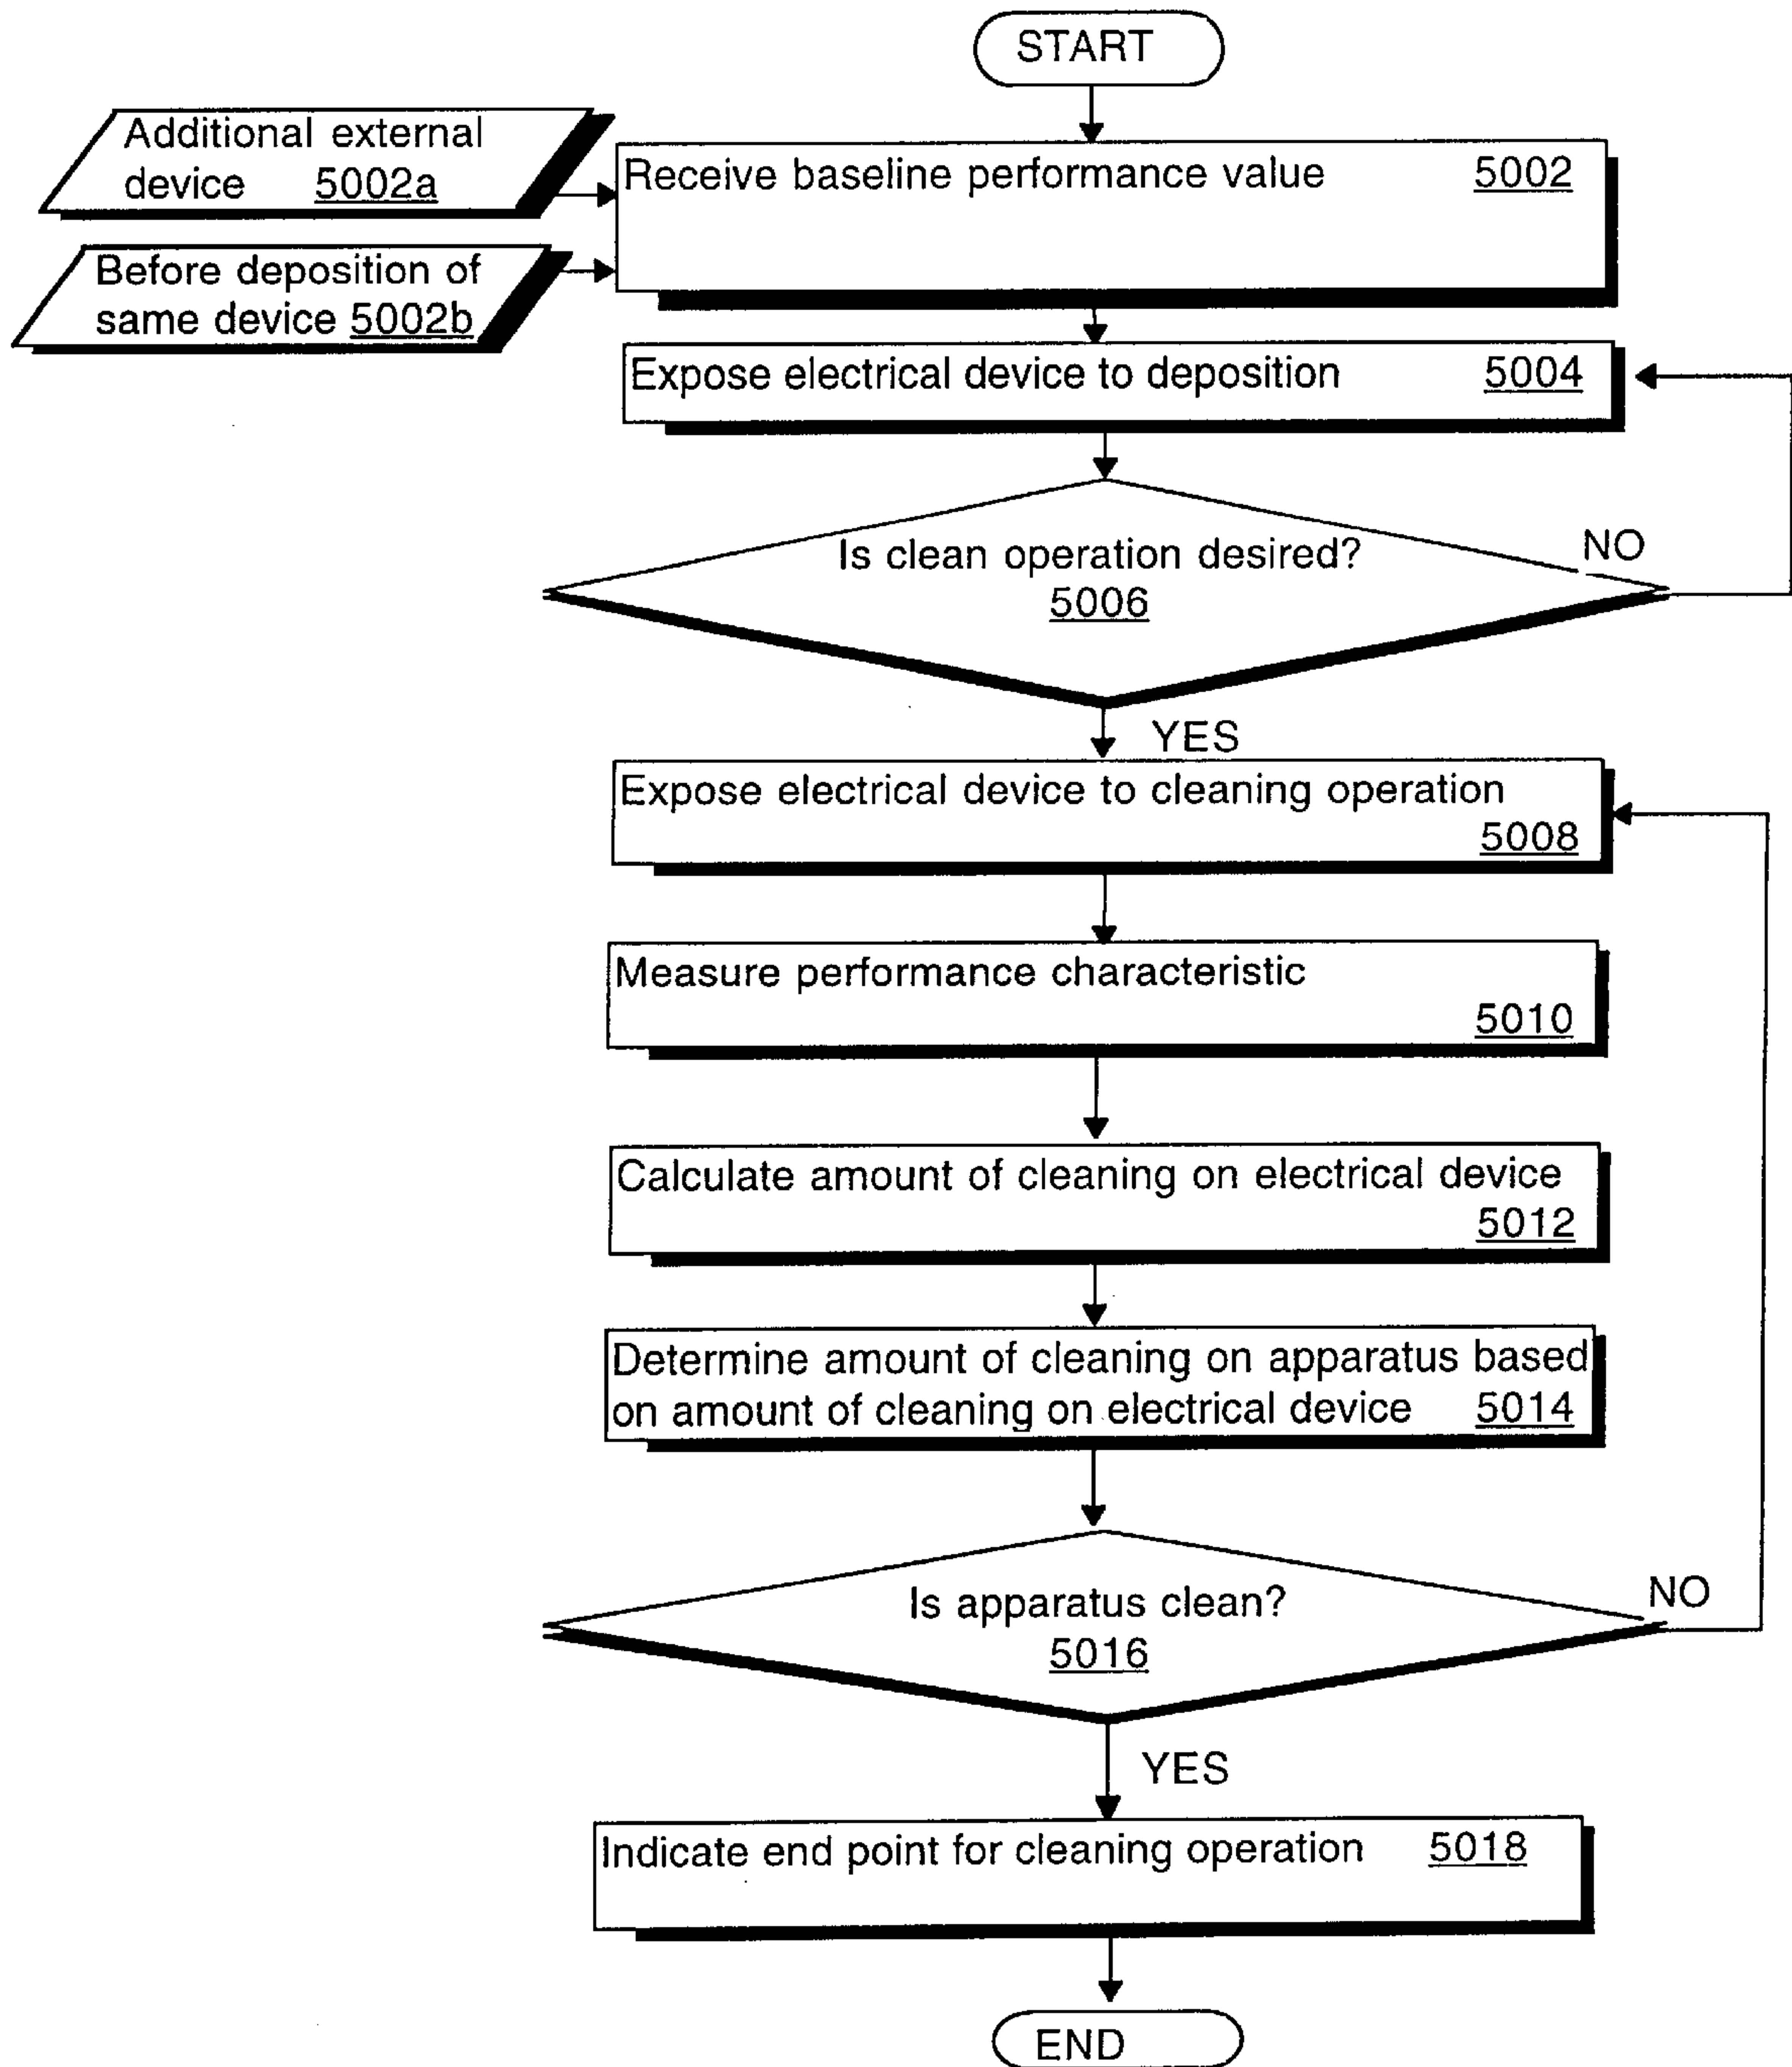 START
Additional external
device 5002a
Receive baseline performance value 5002
Before deposition of
same device 5002b
Expose electrical device to deposition 5004
Is clean operation desired?
5006
NO
YES
Expose electrical device to cleaning operation
5008
Measure performance characteristic
5010
Calculate amount of cleaning on electrical device
5012
Determine amount of cleaning on apparatus based
on amount of cleaning on electrical device 5014
Is apparatus clean?
5016
NO
YES
Indicate end point for cleaning operation 5018
END